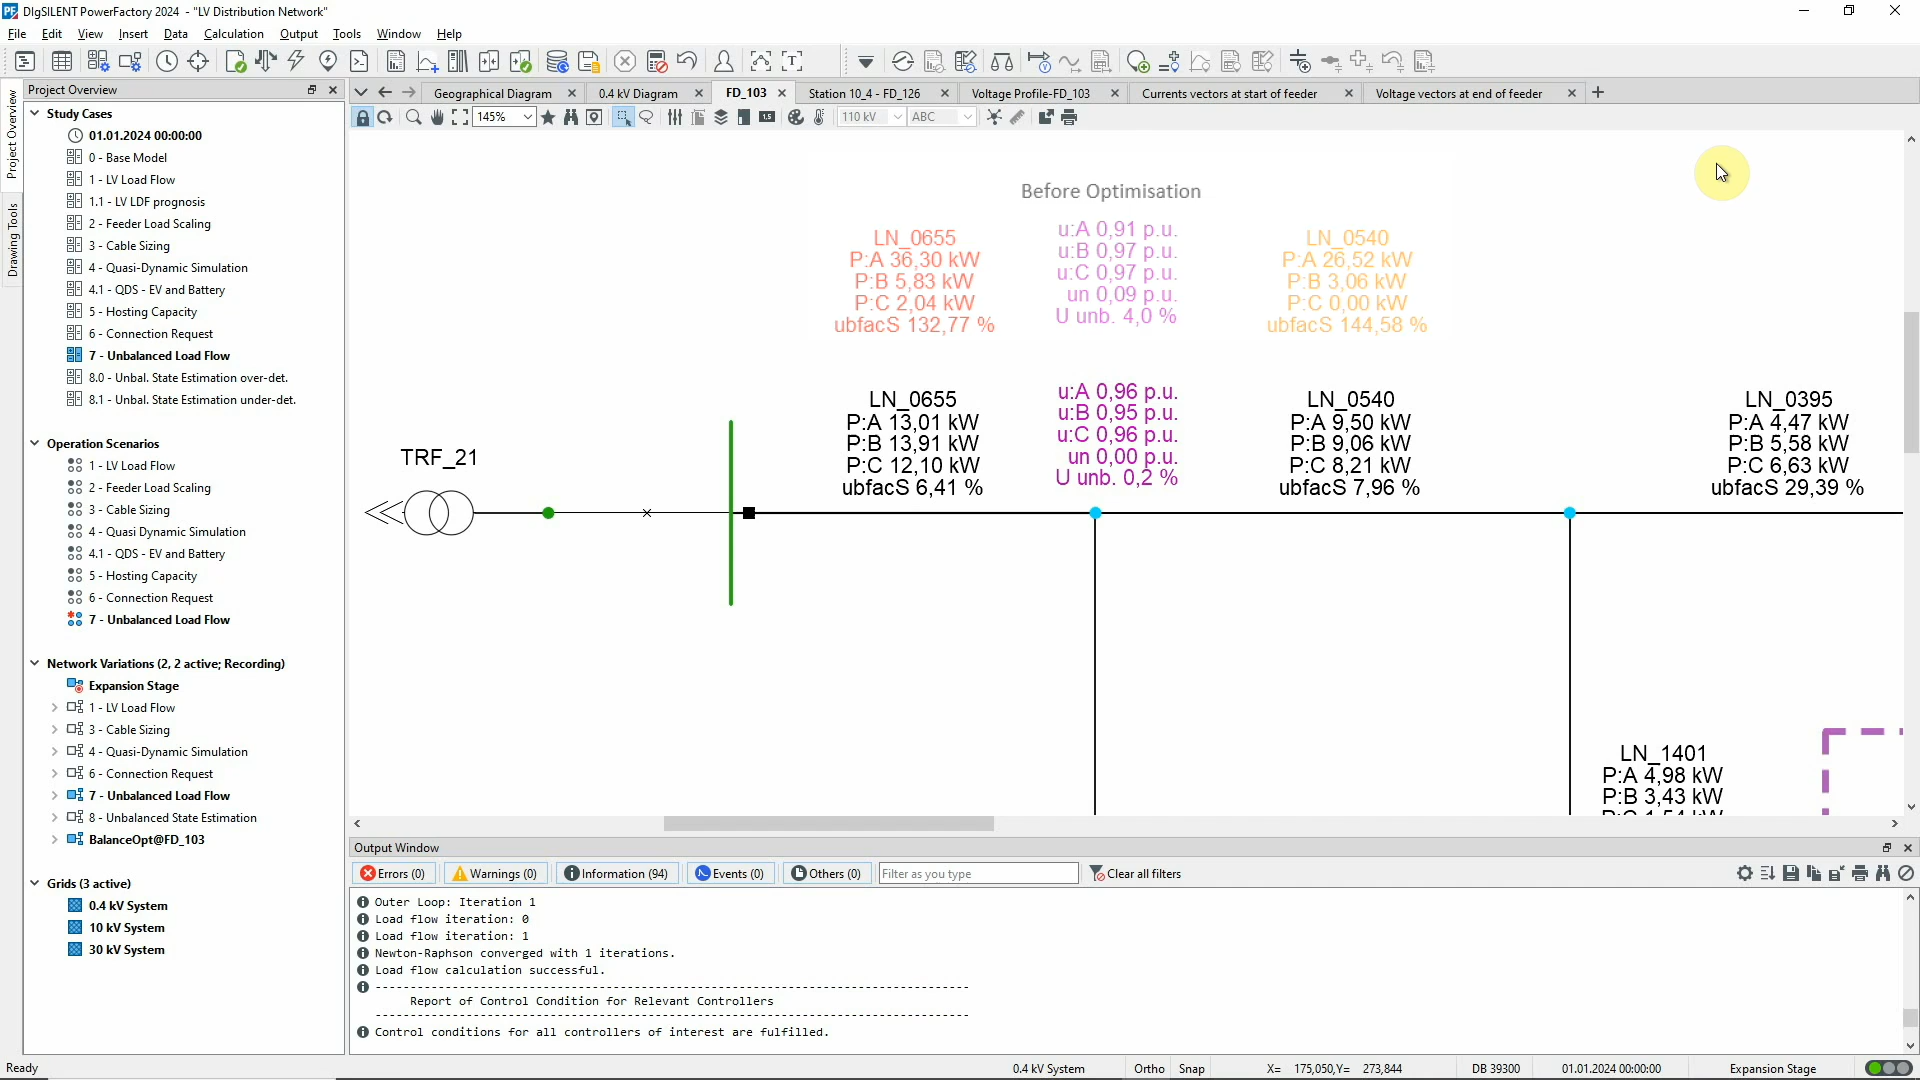 DIgSILENT PowerFactory 2024 - "LV Distribution Network"
File Edit View Insert Data Calculation Output Tools Window Help
Project Overview
Geographical Diagram
0.4 kV Diagram
FD_103
Station 10_4 - FD_126
Voltage Profile-FD_103
Currents vectors at start of feeder
Voltage vectors at end of feeder
145%
110 kV
ABC
Project Overview
Drawing Tools
Study Cases
01.01.2024 00:00:00
0 - Base Model
1 - LV Load Flow
1.1 - LV LDF prognosis
2 - Feeder Load Scaling
3 - Cable Sizing
4 - Quasi-Dynamic Simulation
4.1 - QDS - EV and Battery
5 - Hosting Capacity
6 - Connection Request
7 - Unbalanced Load Flow
8.0 - Unbal. State Estimation over-det.
8.1 - Unbal. State Estimation under-det.
Operation Scenarios
1 - LV Load Flow
2 - Feeder Load Scaling
3 - Cable Sizing
4 - Quasi Dynamic Simulation
4.1 - QDS - EV and Battery
5 - Hosting Capacity
6 - Connection Request
7 - Unbalanced Load Flow
Network Variations (2, 2 active; Recording)
Expansion Stage
1 - LV Load Flow
3 - Cable Sizing
4 - Quasi-Dynamic Simulation
6 - Connection Request
7 - Unbalanced Load Flow
8 - Unbalanced State Estimation
BalanceOpt@FD_103
Grids (3 active)
0.4 kV System
10 kV System
30 kV System
Before Optimisation
LN_0655
P:A 36,30 kW
P:B 5,83 kW
P:C 2,04 kW
ubfacS 132,77 %
u:A 0,91 p.u.
u:B 0,97 p.u.
u:C 0,97 p.u.
un 0,09 p.u.
U unb. 4,0 %
LN_0540
P:A 26,52 kW
P:B 3,06 kW
P:C 0,00 kW
ubfacS 144,58 %
TRF_21
LN_0655
P:A 13,01 kW
P:B 13,91 kW
P:C 12,10 kW
ubfacS 6,41 %
u:A 0,96 p.u.
u:B 0,95 p.u.
u:C 0,96 p.u.
un 0,00 p.u.
U unb. 0,2 %
LN_0540
P:A 9,50 kW
P:B 9,06 kW
P:C 8,21 kW
ubfacS 7,96 %
LN_0395
P:A 4,47 kW
P:B 5,58 kW
P:C 6,63 kW
ubfacS 29,39 %
LN_1401
P:A 4,98 kW
P:B 3,43 kW
Output Window
Errors (0)
Warnings (0)
Information (94)
Events (0)
Others (0)
Filter as you type
Clear all filters
Outer Loop: Iteration 1
Load flow iteration: 0
Load flow iteration: 1
Newton-Raphson converged with 1 iterations.
Load flow calculation successful.
Report of Control Condition for Relevant Controllers
Control conditions for all controllers of interest are fulfilled.
Ready
0.4 kV System
Ortho
Snap
X= 175,050,Y= 273,844
DB 39300
01.01.2024 00:00:00
Expansion Stage